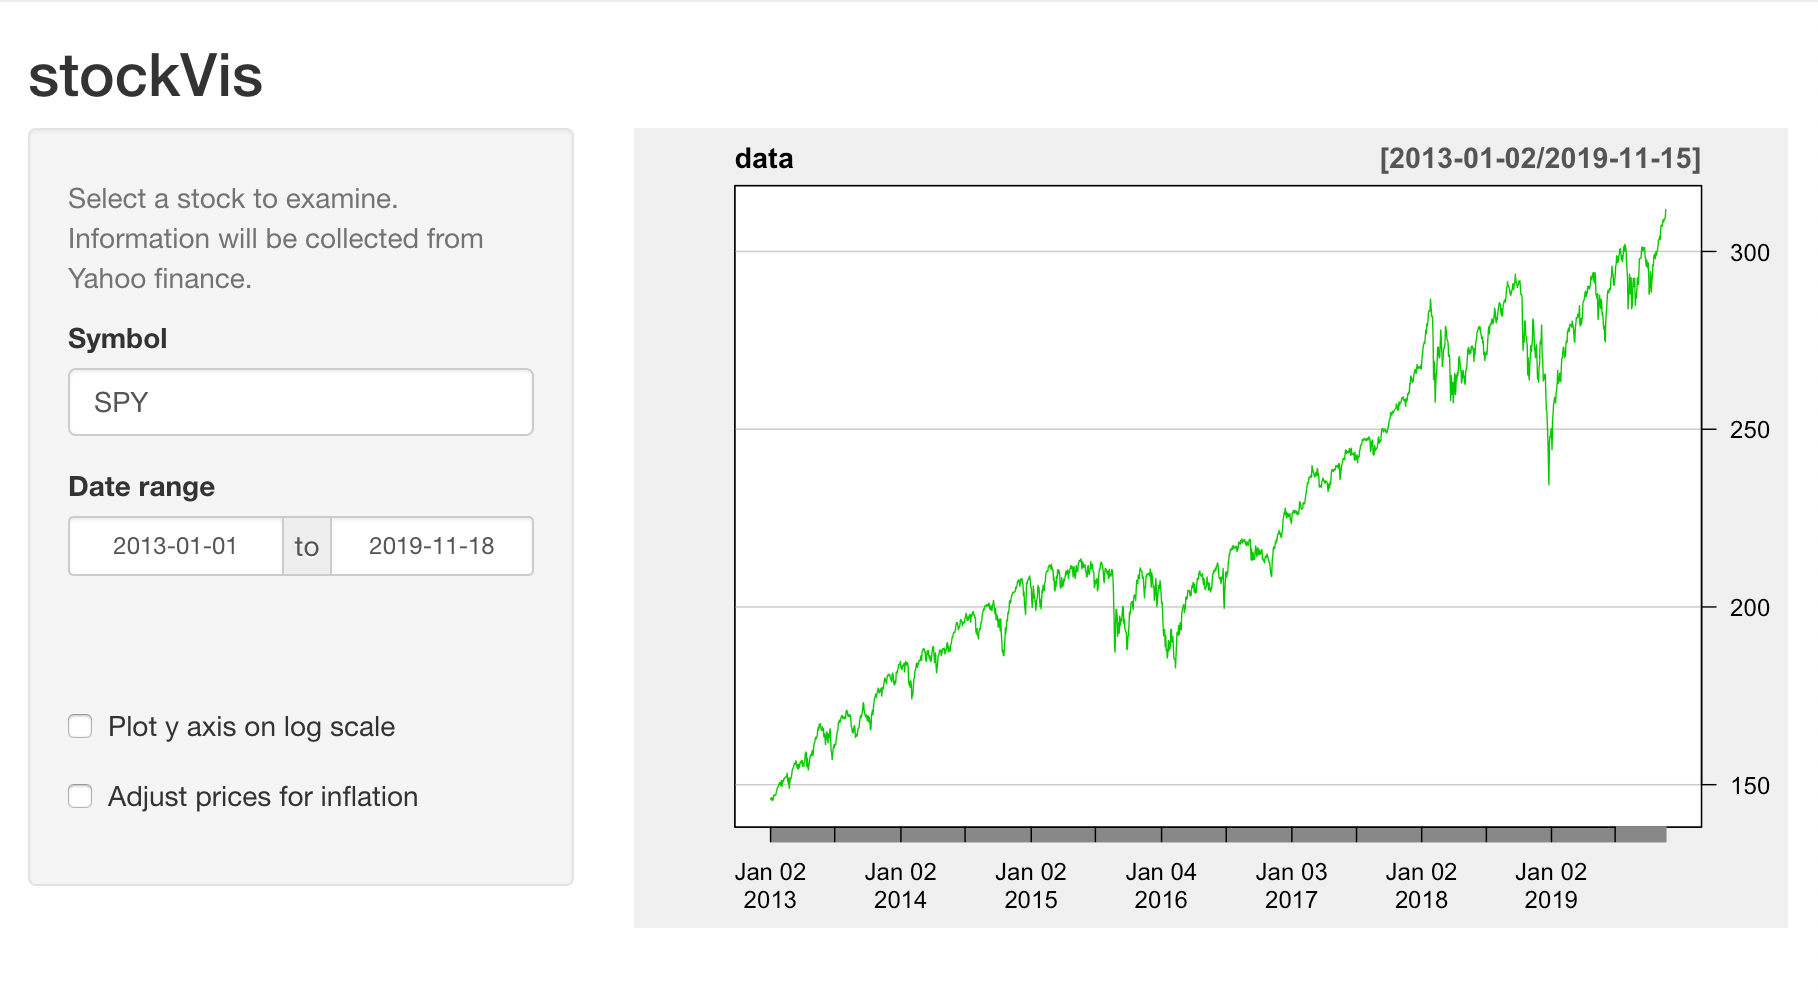 stockVis
Select a stock to examine.
Information will be collected from
Yahoo finance.
Symbol
SPY
Date range
2013-01-01 to 2019-11-18
Plot y axis on log scale
Adjust prices for inflation
data [2013-01-02/2019-11-15]
300
250
200
150
Jan 02 Jan 02 Jan 02 Jan 04 Jan 03 Jan 02 Jan 02
2013 2014 2015 2016 2017 2018 2019